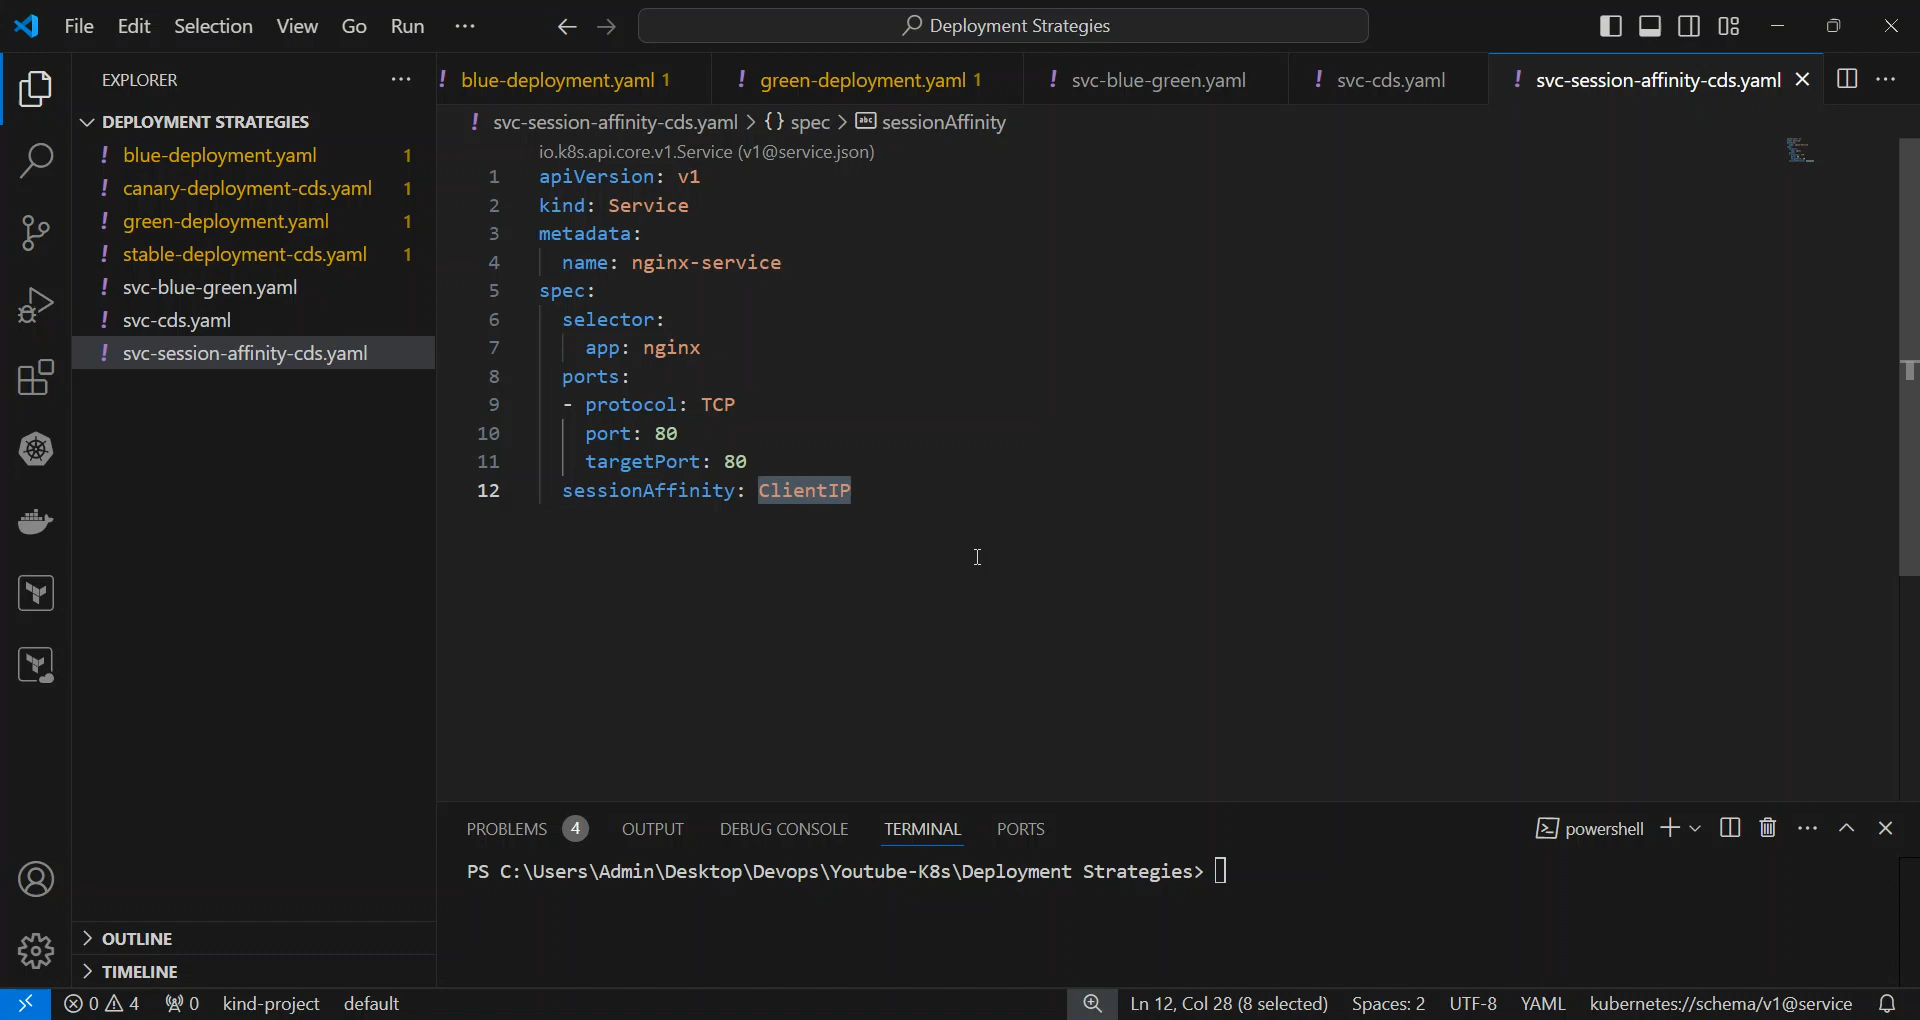 File Edit Selection View Go Run ··· Deployment Strategies
EXPLORER ···
DEPLOYMENT STRATEGIES
! blue-deployment.yaml 1
! canary-deployment-cds.yaml 1
! green-deployment.yaml 1
! stable-deployment-cds.yaml 1
! svc-blue-green.yaml
! svc-cds.yaml
! svc-session-affinity-cds.yaml
OUTLINE
TIMELINE
! blue-deployment.yaml 1 ! green-deployment.yaml 1 ! svc-blue-green.yaml ! svc-cds.yaml ! svc-session-affinity-cds.yaml ···
! svc-session-affinity-cds.yaml > {} spec > abc sessionAffinity
io.k8s.api.core.v1.Service (v1@service.json)
1 apiVersion: v1
2 kind: Service
3 metadata:
4 name: nginx-service
5 spec:
6 selector:
7 app: nginx
8 ports:
9 - protocol: TCP
10 port: 80
11 targetPort: 80
12 sessionAffinity: ClientIP
PROBLEMS 4 OUTPUT DEBUG CONSOLE TERMINAL PORTS powershell ···
PS C:\Users\Admin\Desktop\Devops\Youtube-K8s\Deployment Strategies>
0 4 0 kind-project default Ln 12, Col 28 (8 selected) Spaces: 2 UTF-8 YAML kubernetes://schema/v1@service